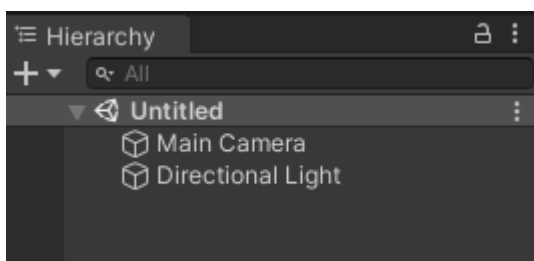 Hierarchy
All
Untitled
Main Camera
Directional Light